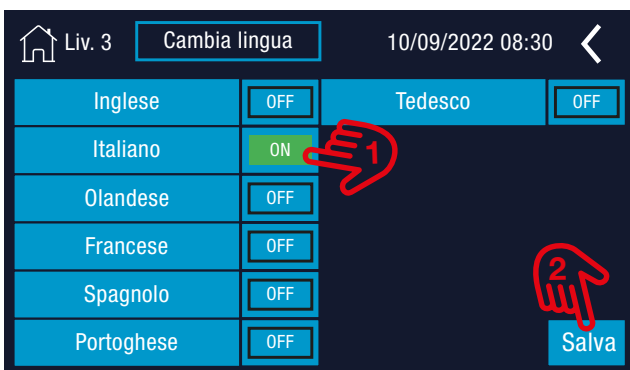 Liv. 3 Cambia lingua 10/09/2022 08:30
Inglese OFF Tedesco OFF
Italiano ON 1
Olandese OFF
Francese OFF
Spagnolo OFF 2
Portoghese OFF Salva